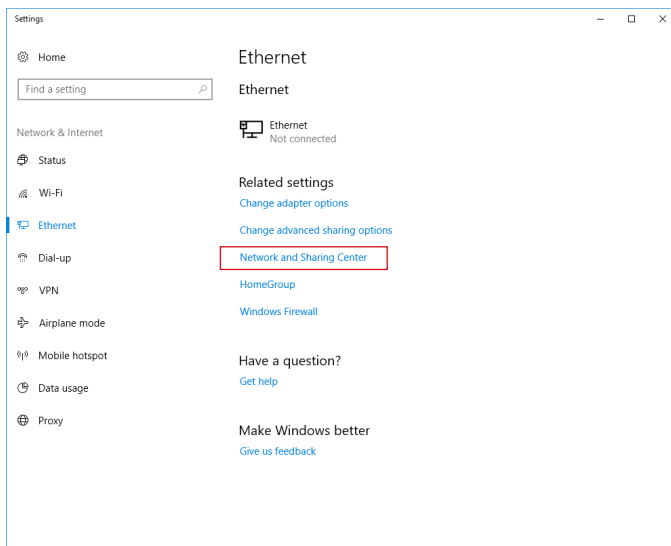 Settings
Home
Find a setting
Network & Internet
Status
Wi-Fi
Ethernet
Dial-up
VPN
Airplane mode
Mobile hotspot
Data usage
Proxy
Ethernet
Ethernet
Ethernet
Not connected
Related settings
Change adapter options
Change advanced sharing options
Network and Sharing Center
HomeGroup
Windows Firewall
Have a question?
Get help
Make Windows better
Give us feedback